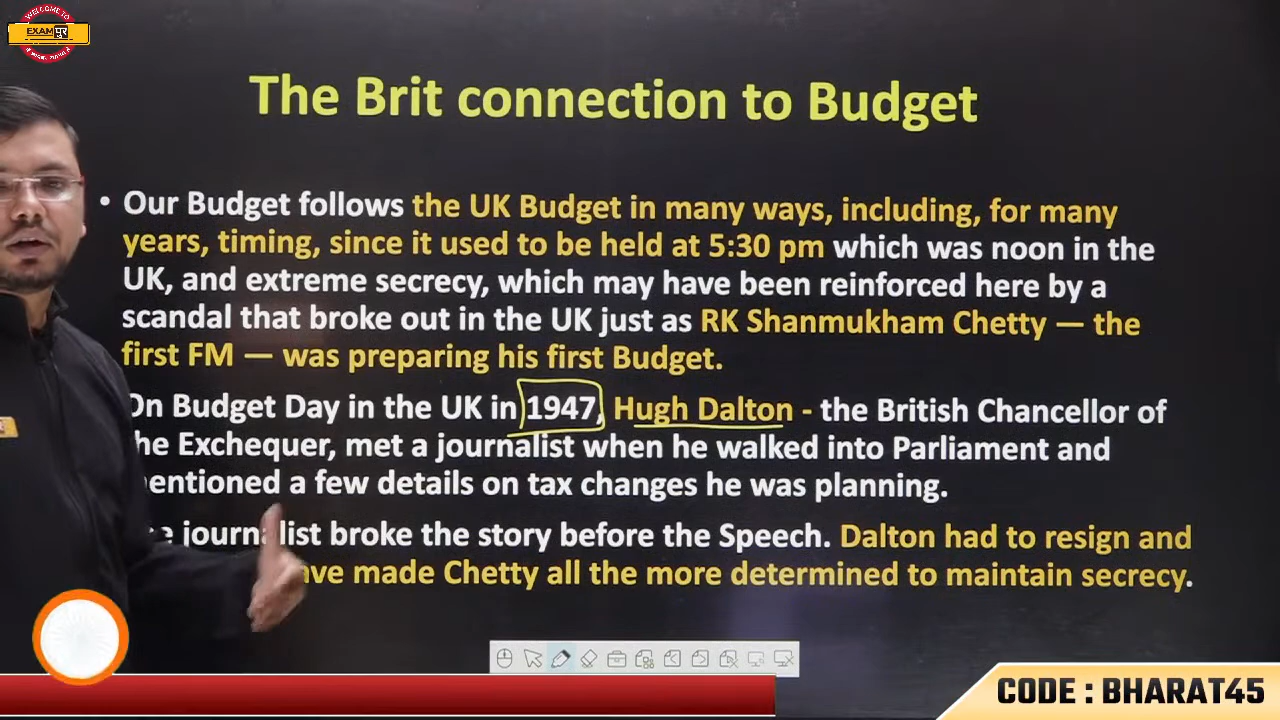 WELCOME TO
EXAM पुर
The Brit connection to Budget
• Our Budget follows the UK Budget in many ways, including, for many
years, timing, since it used to be held at 5:30 pm which was noon in the
UK, and extreme secrecy, which may have been reinforced here by a
scandal that broke out in the UK just as RK Shanmukham Chetty — the
first FM — was preparing his first Budget.
On Budget Day in the UK in 1947, Hugh Dalton - the British Chancellor of
he Exchequer, met a journalist when he walked into Parliament and
entioned a few details on tax changes he was planning.
e journalist broke the story before the Speech. Dalton had to resign and
ave made Chetty all the more determined to maintain secrecy.
CODE : BHARAT45